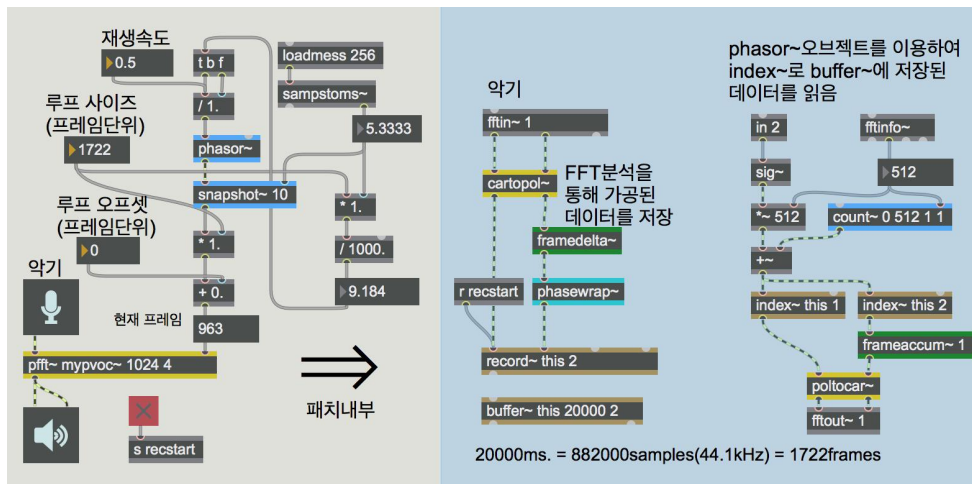 재생속도
0.5
t b f
loadmess 256
/ 1.
sampstoms~
루프 사이즈
(프레임단위)
1722
phasor~
5.3333
snapshot~ 10
* 1.
루프 오프셋
(프레임단위)
0
* 1.
/ 1000.
악기
+ 0.
9.184
현재 프레임
963
pfft~ mypvoc~ 1024 4
패치내부
s recstart
악기
fftin~ 1
cartopol~
FFT분석을
통해 가공된
데이터를 저장
framedelta~
r recstart
phasewrap~
record~ this 2
buffer~ this 20000 2
phasor~오브젝트를 이용하여
index~로 buffer~에 저장된
데이터를 읽음
in 2
fftinfo~
sig~
512
*~ 512
count~ 0 512 1 1
+~
index~ this 1
index~ this 2
frameaccum~ 1
poltocar~
fftout~ 1
20000ms. = 882000samples(44.1kHz) = 1722frames